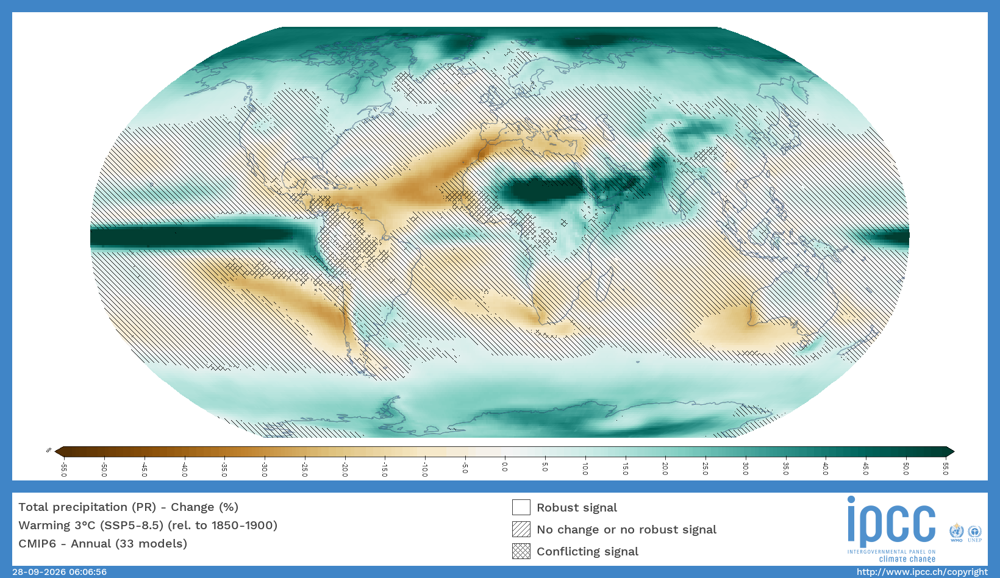 %
-55.0 -50.0 -45.0 -40.0 -35.0 -30.0 -25.0 -20.0 -15.0 -10.0 -5.0 0.0 5.0 10.0 15.0 20.0 25.0 30.0 35.0 40.0 45.0 50.0 55.0
Total precipitation (PR) - Change (%)
Warming 3°C (SSP5-8.5) (rel. to 1850-1900)
CMIP6 - Annual (33 models)
Robust signal
No change or no robust signal
Conflicting signal
ipcc
INTERGOVERNMENTAL PANEL ON
climate change
WMO
UNEP
28-09-2026 06:06:56
http://www.ipcc.ch/copyright